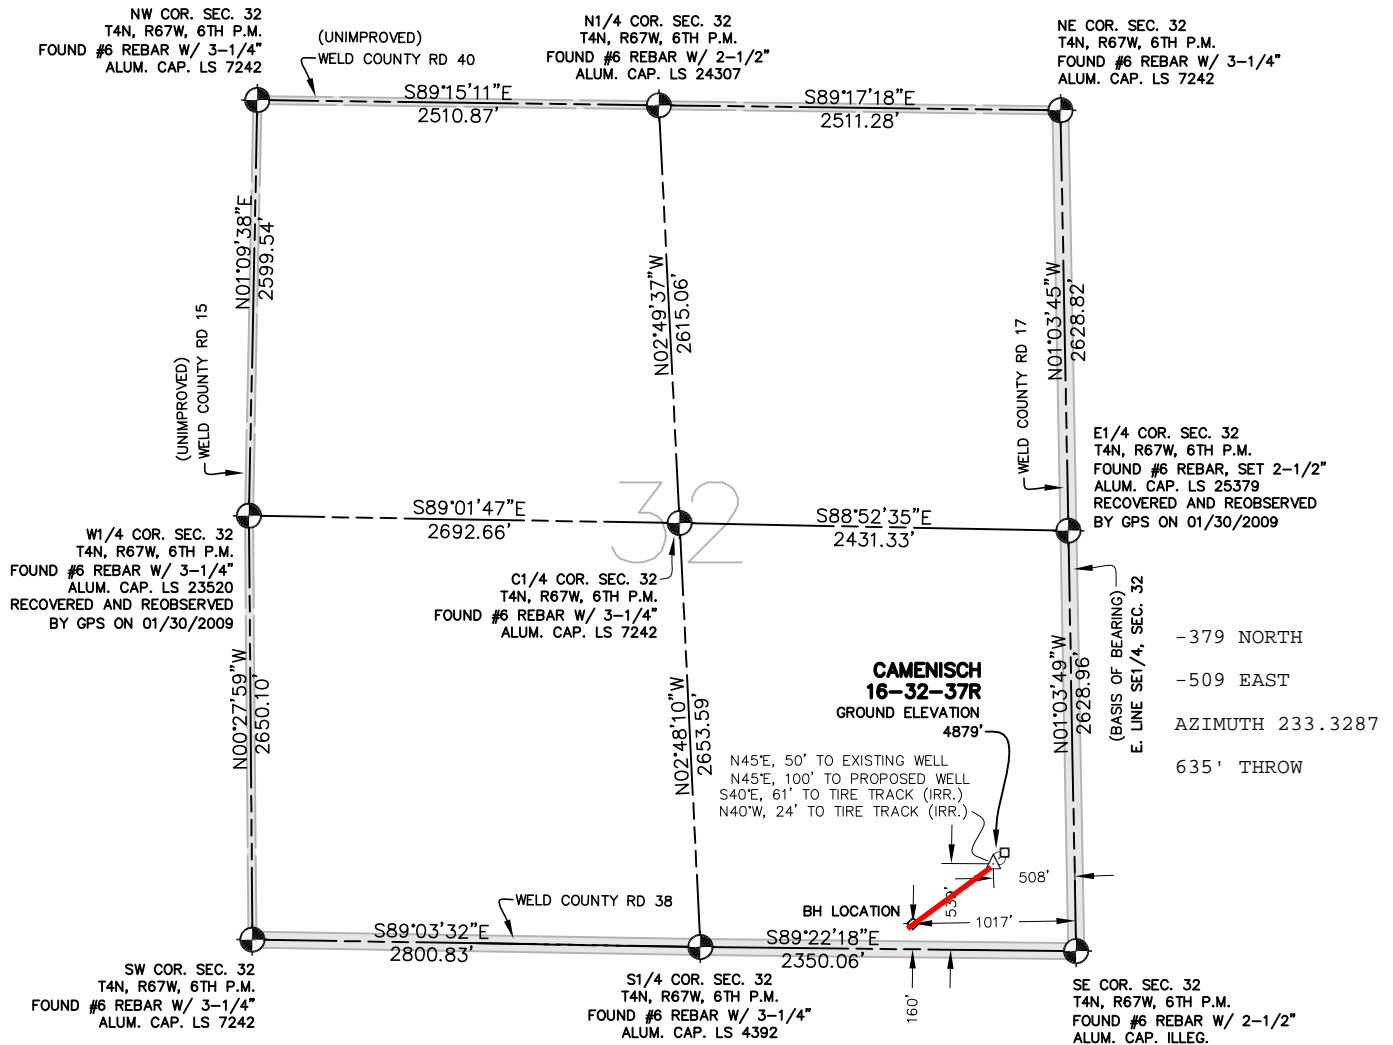 NW COR. SEC. 32
T4N, R67W, 6TH P.M.
FOUND #6 REBAR W/ 3-1/4"
ALUM. CAP. LS 7242
(UNIMPROVED)
WELD COUNTY RD 40
N1/4 COR. SEC. 32
T4N, R67W, 6TH P.M.
FOUND #6 REBAR W/ 2-1/2"
ALUM. CAP. LS 24307
NE COR. SEC. 32
T4N, R67W, 6TH P.M.
FOUND #6 REBAR W/ 3-1/4"
ALUM. CAP. LS 7242
S89°15'11"E
2510.87'
S89°17'18"E
2511.28'
N01°09'38"E
2599.54'
N02°49'37"W
2615.06'
N01°03'45"W
2628.82'
(UNIMPROVED)
WELD COUNTY RD 15
WELD COUNTY RD 17
E1/4 COR. SEC. 32
T4N, R67W, 6TH P.M.
FOUND #6 REBAR, SET 2-1/2"
ALUM. CAP. LS 25379
RECOVERED AND REOBSERVED
BY GPS ON 01/30/2009
S89°01'47"E
2692.66'
32
S88°52'35"E
2431.33'
W1/4 COR. SEC. 32
T4N, R67W, 6TH P.M.
FOUND #6 REBAR W/ 3-1/4"
ALUM. CAP. LS 23520
RECOVERED AND REOBSERVED
BY GPS ON 01/30/2009
C1/4 COR. SEC. 32
T4N, R67W, 6TH P.M.
FOUND #6 REBAR W/ 3-1/4"
ALUM. CAP. LS 7242
N00°27'59"W
2650.10'
N02°48'10"W
2653.59'
CAMENISCH
16-32-37R
GROUND ELEVATION
4879'
N45°E, 50' TO EXISTING WELL
N45°E, 100' TO PROPOSED WELL
S40°E, 61' TO TIRE TRACK (IRR.)
N40°W, 24' TO TIRE TRACK (IRR.)
N01°03'49"W
2628.96'
(BASIS OF BEARING)
E. LINE SE1/4, SEC. 32
-379 NORTH
-509 EAST
AZIMUTH 233.3287
635' THROW
508'
BH LOCATION
1017'
160'
WELD COUNTY RD 38
S89°03'32"E
2800.83'
S89°22'18"E
2350.06'
SW COR. SEC. 32
T4N, R67W, 6TH P.M.
FOUND #6 REBAR W/ 3-1/4"
ALUM. CAP. LS 7242
S1/4 COR. SEC. 32
T4N, R67W, 6TH P.M.
FOUND #6 REBAR W/ 3-1/4"
ALUM. CAP. LS 4392
SE COR. SEC. 32
T4N, R67W, 6TH P.M.
FOUND #6 REBAR W/ 2-1/2"
ALUM. CAP. ILLEG.